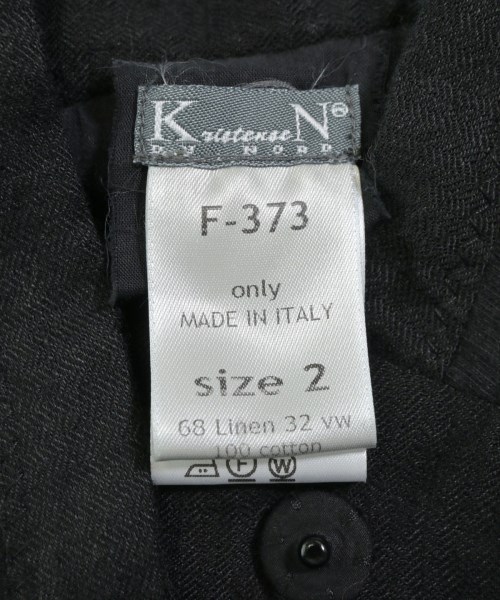 KristenseN®
DU NORD
F-373
only
MADE IN ITALY
size 2
68 Linen 32 vw
100 cotton
F W